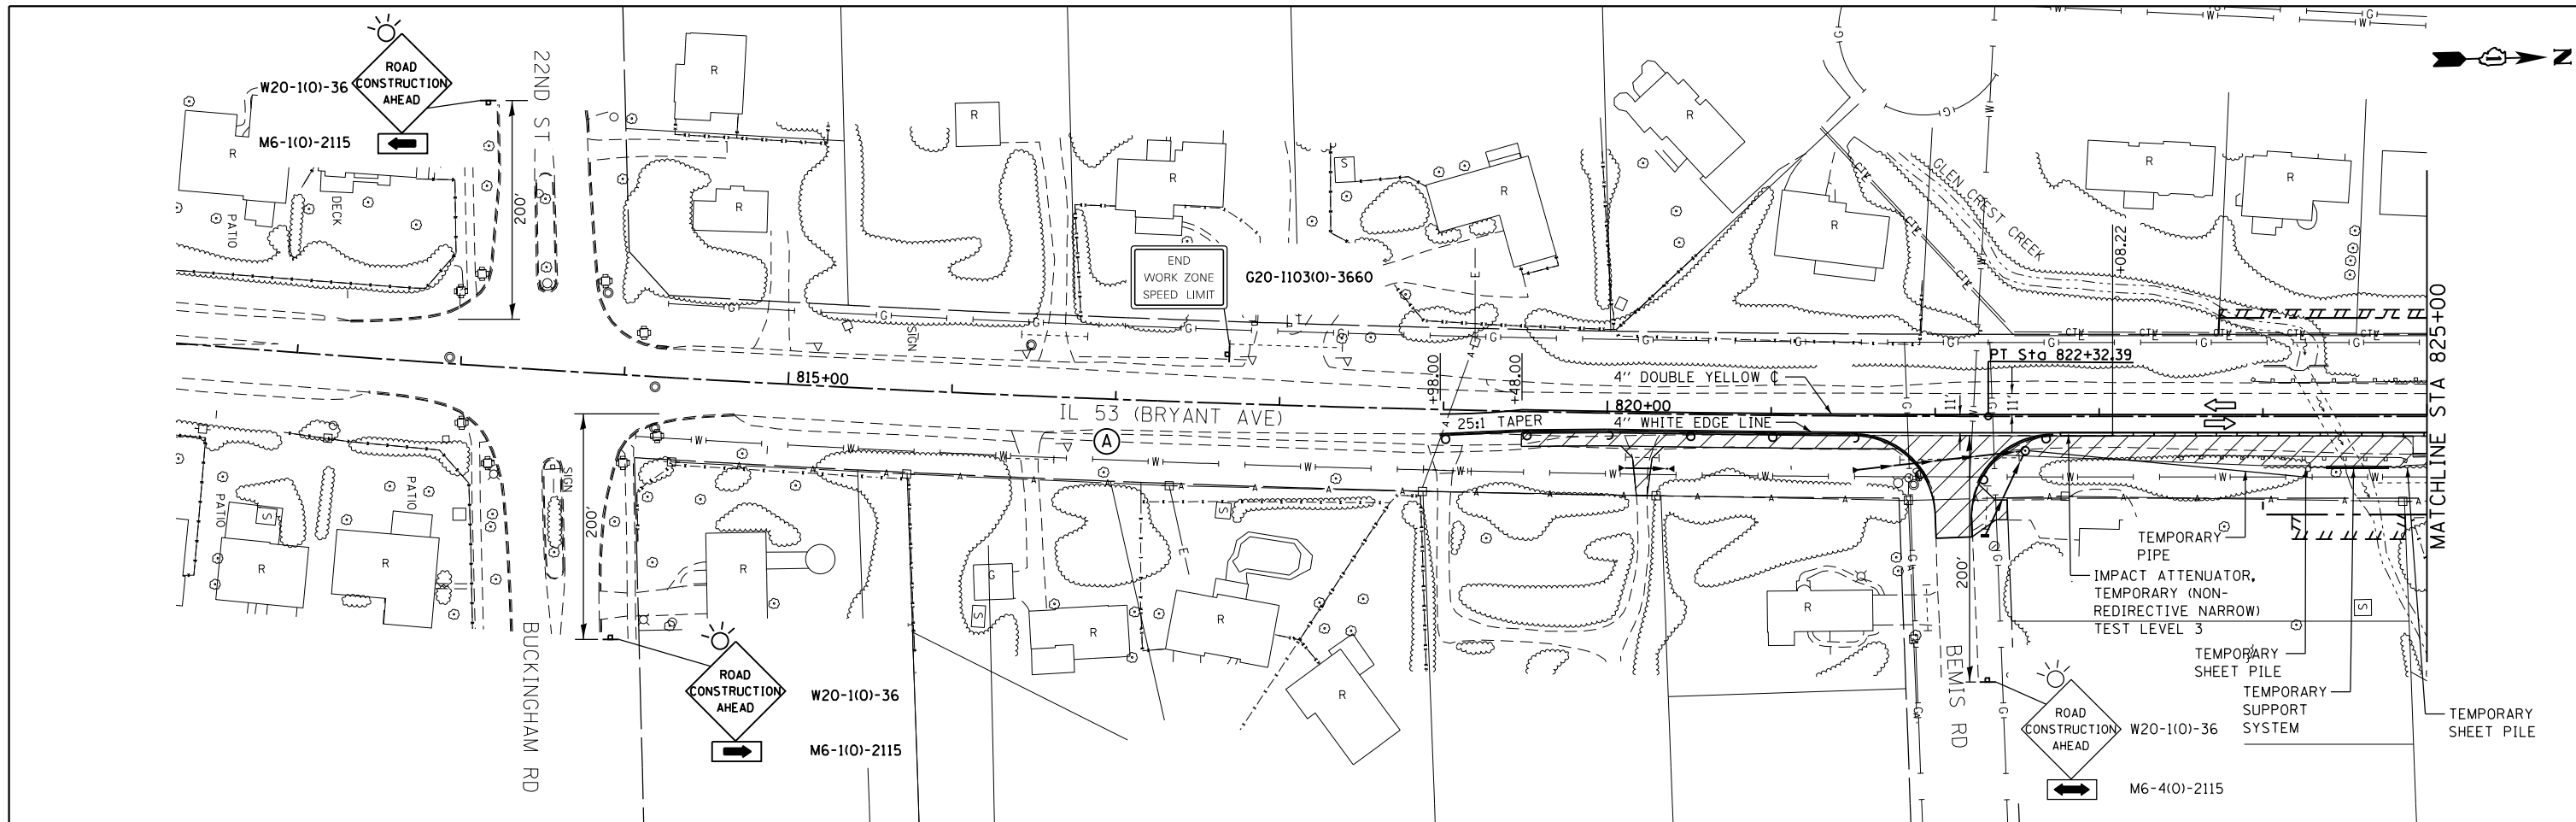 ROAD
CONSTRUCTION
AHEAD
W20-1(O)-36
M6-1(O)-2115
22ND ST
200'
R
R
R
R
R
R
R
R
R
R
DECK
PATIO
S
N
GLEN CREST CREEK
+08.22
END
WORK ZONE
SPEED LIMIT
G20-I103(O)-3660
SIGN
PT Sta 822+32.39
MATCHLINE STA 825+00
815+00
IL 53 (BRYANT AVE)
A
+98.00
+48.00
4'' DOUBLE YELLOW ℄
820+00
25:1 TAPER
4'' WHITE EDGE LINE
11'
11'
PATIO
PATIO
S
R
R
SIGN
200'
R
G
S
S
R
R
R
R
BUCKINGHAM RD
ROAD
CONSTRUCTION
AHEAD
W20-1(O)-36
M6-1(O)-2115
BEMIS RD
200'
TEMPORARY
PIPE
IMPACT ATTENUATOR,
TEMPORARY (NON-
REDIRECTIVE NARROW)
TEST LEVEL 3
S
TEMPORARY
SHEET PILE
TEMPORARY
SUPPORT
SYSTEM
TEMPORARY
SHEET PILE
ROAD
CONSTRUCTION
AHEAD
W20-1(O)-36
M6-4(O)-2115